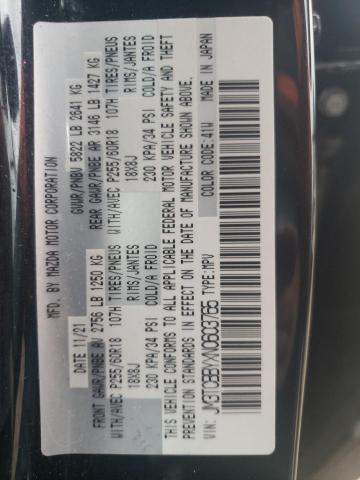 MFD. BY MAZDA MOTOR CORPORATION
DATE 11/21 GVWR/PNBV 5822 LB 2641 KG
FRONT GAWR/PNBE AV 2756 LB 1250 KG REAR GAWR/PNBE AR 3146 LB 1427 KG
WITH/AVEC P255/60R18 107H TIRES/PNEUS WITH/AVEC P255/60R18 107H TIRES/PNEUS
18X8J RIMS/JANTES 18X8J RIMS/JANTES
230 KPA/34 PSI COLD/A FROID 230 KPA/34 PSI COLD/A FROID
THIS VEHICLE CONFORMS TO ALL APPLICABLE FEDERAL MOTOR VEHICLE SAFETY AND THEFT
PREVENTION STANDARDS IN EFFECT ON THE DATE OF MANUFACTURE SHOWN ABOVE.
VIN: JM3TCBBYXN0603765 TYPE: MPV COLOR CODE: 41W MADE IN JAPAN